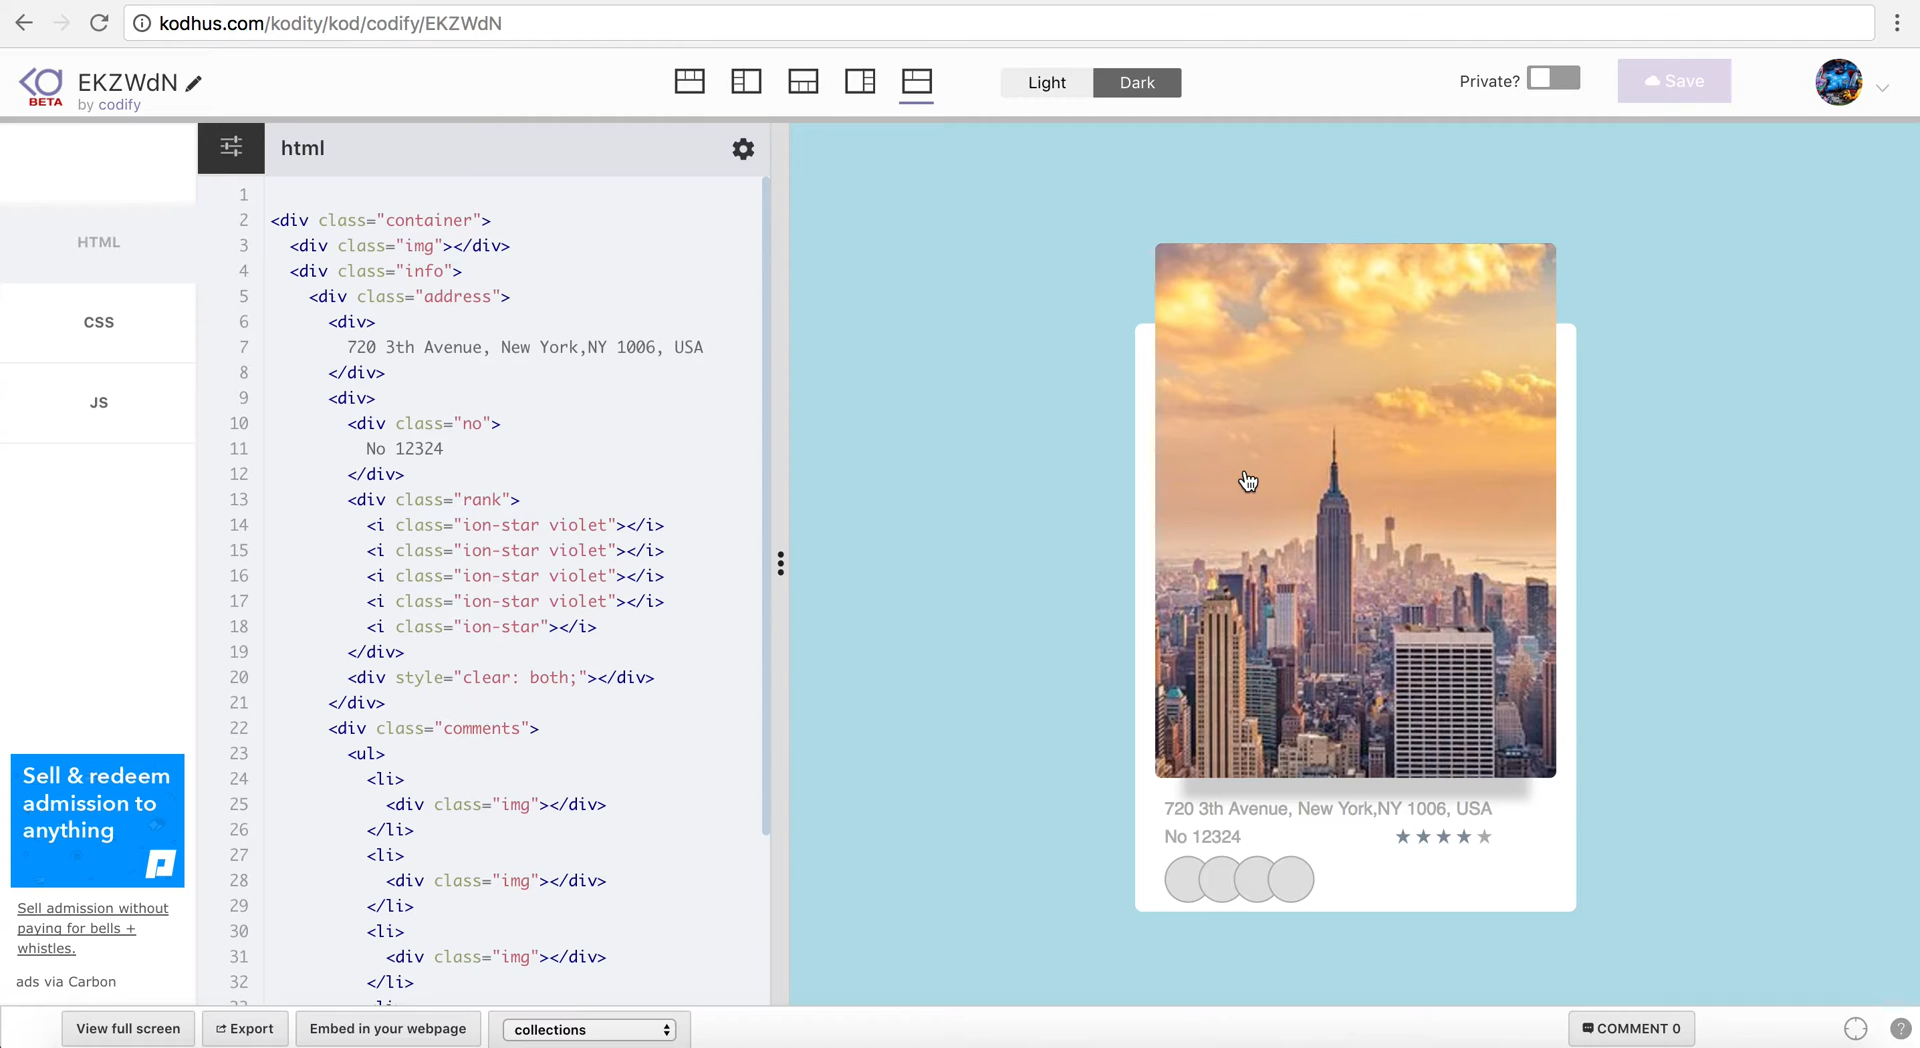 kodhus.com/kodity/kod/codify/EKZWdN
EKZWdN
BETA
by codify
Light
Dark
Private?
Save
html
HTML
CSS
JS
1
2 <div class="container">
3 <div class="img"></div>
4 <div class="info">
5 <div class="address">
6 <div>
7 720 3th Avenue, New York,NY 1006, USA
8 </div>
9 <div>
10 <div class="no">
11 No 12324
12 </div>
13 <div class="rank">
14 <i class="ion-star violet"></i>
15 <i class="ion-star violet"></i>
16 <i class="ion-star violet"></i>
17 <i class="ion-star violet"></i>
18 <i class="ion-star"></i>
19 </div>
20 <div style="clear: both;"></div>
21 </div>
22 <div class="comments">
23 <ul>
24 <li>
25 <div class="img"></div>
26 </li>
27 <li>
28 <div class="img"></div>
29 </li>
30 <li>
31 <div class="img"></div>
32 </li>
720 3th Avenue, New York,NY 1006, USA
No 12324
Sell & redeem
admission to
anything
Sell admission without
paying for bells +
whistles.
ads via Carbon
View full screen
Export
Embed in your webpage
collections
COMMENT 0
?